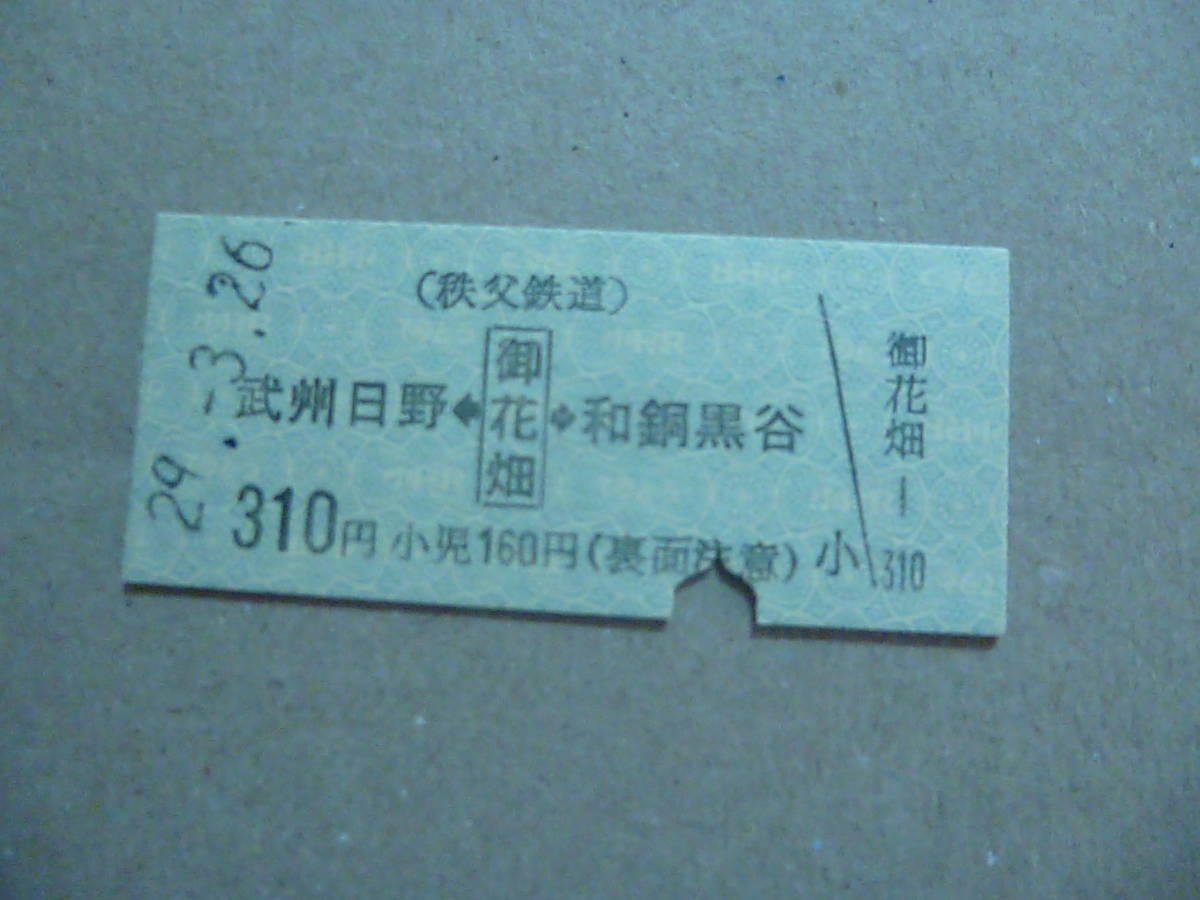 29.-3.26
(秩父鉄道)
武州日野⬅御花畑➡和銅黒谷
310円 小児160円(裏面注意) 小
御花畑ー
310